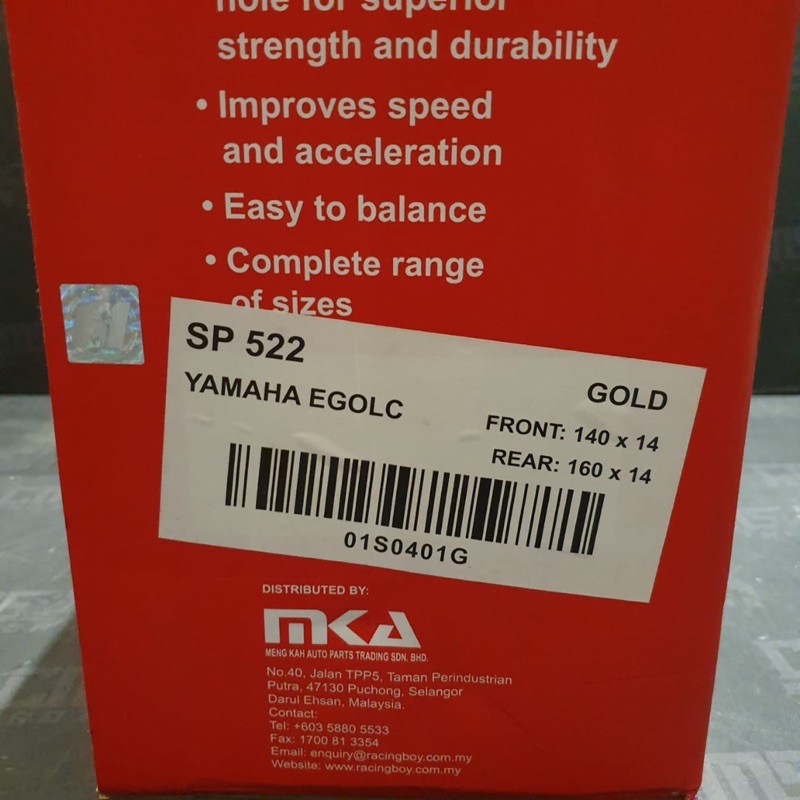 hole for superior
strength and durability
• Improves speed
and acceleration
• Easy to balance
• Complete range
of sizes
SP 522
YAMAHA EGOLC
GOLD
FRONT: 140 x 14
REAR: 160 x 14
01S0401G
DISTRIBUTED BY:
MKA
MENG KAH AUTO PARTS TRADING SDN. BHD.
No.40, Jalan TPP5, Taman Perindustrian
Putra, 47130 Puchong, Selangor
Darul Ehsan, Malaysia.
Contact:
Tel: +603 5880 5533
Fax: 1700 81 3354
Email: enquiry@racingboy.com.my
Website: www.racingboy.com.my